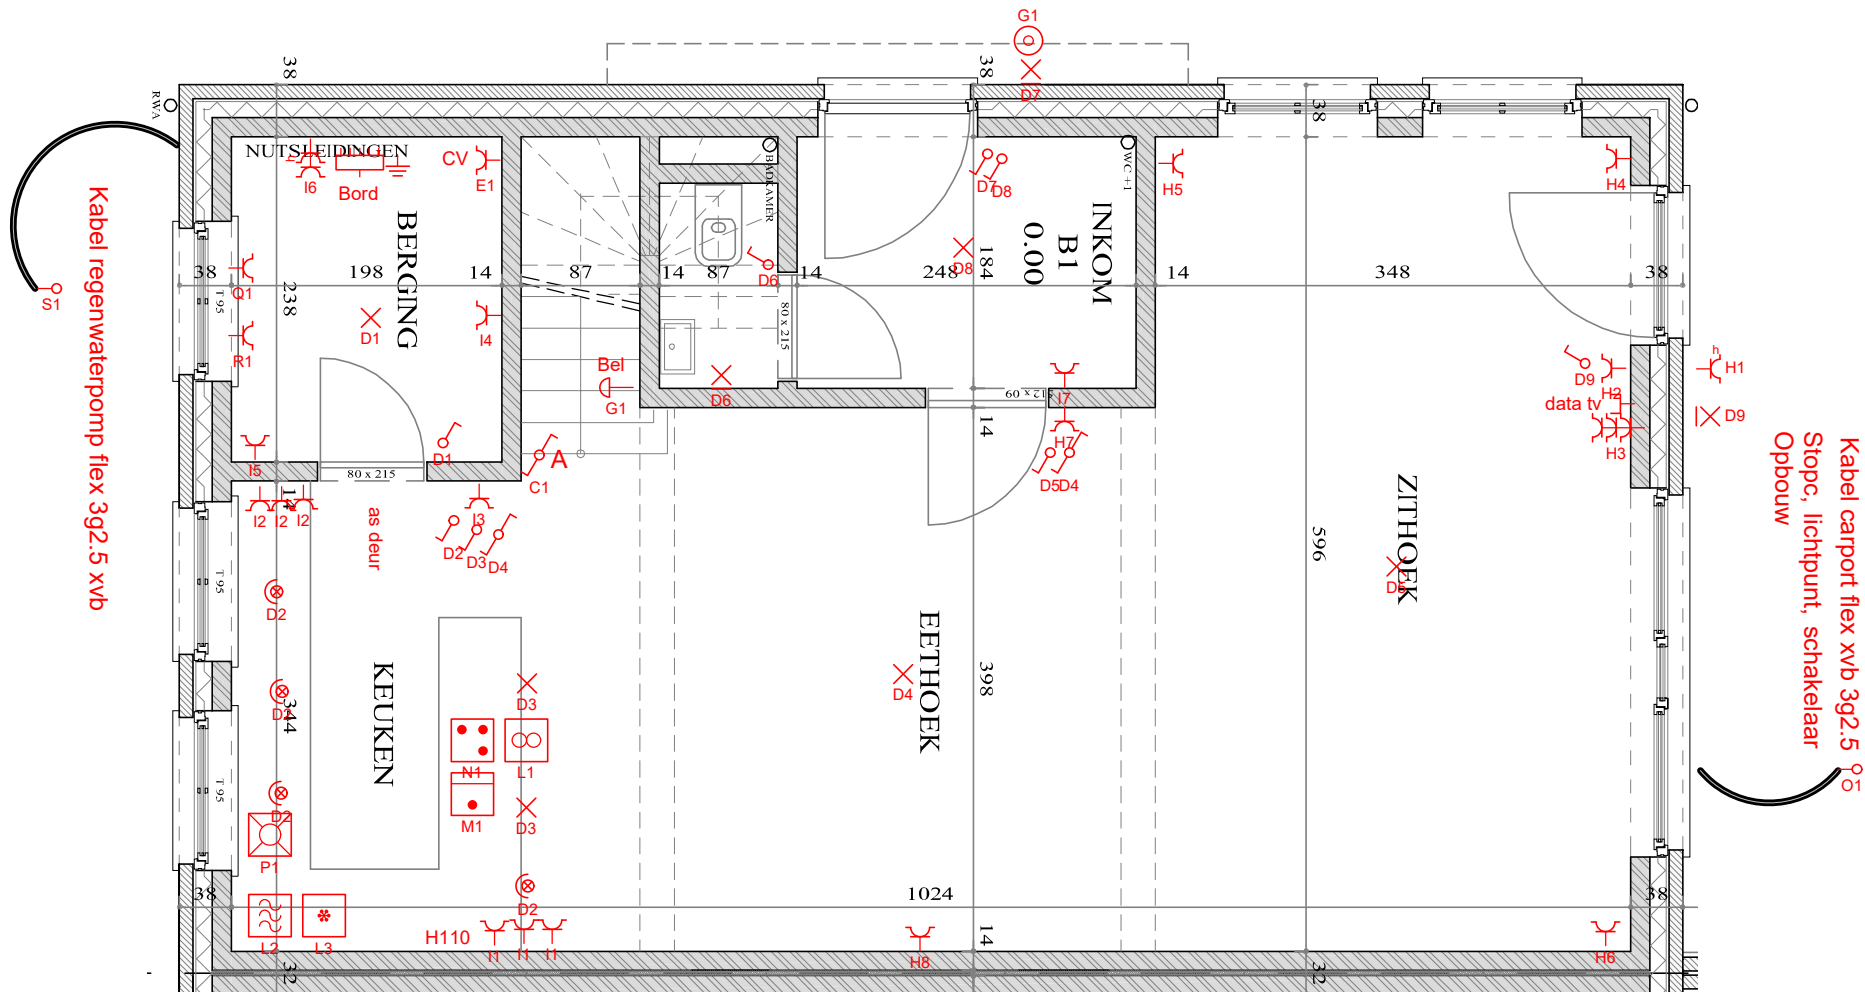 G1
D7
38
38
38
RWA
NUTSLEIDINGEN
I6
Bord
CV
E1
BADKAMER
D7
D8
WC +1
H5
H4
BERGING
INKOM
B1
0.00
Kabel regenwaterpomp flex 3g2.5 xvb
S1
38
198
14
87
14
87
14
248
184
14
348
38
Q1
T 95
238
D1
R1
I4
D6
D8
80 x 215
Bel
G1
D6
I7
H7
14
D9
H2
h
H1
data tv
D9
H3
I5
D1
80 x 215
C1
A
D5
D4
I2
I2
I2
14
as deur
I3
D2
D3
D4
ZITHOEK
D5
596
Kabel carport flex xvb 3g2.5
Stopc, lichtpunt, schakelaar
Opbouw
T 95
D2
D2
344
KEUKEN
D3
EETHOEK
D4
398
N1
L1
M1
D3
T 95
D2
P1
O1
38
1024
38
D2
L2
L3
H110
I1
I1
I1
H8
14
H6
32
32